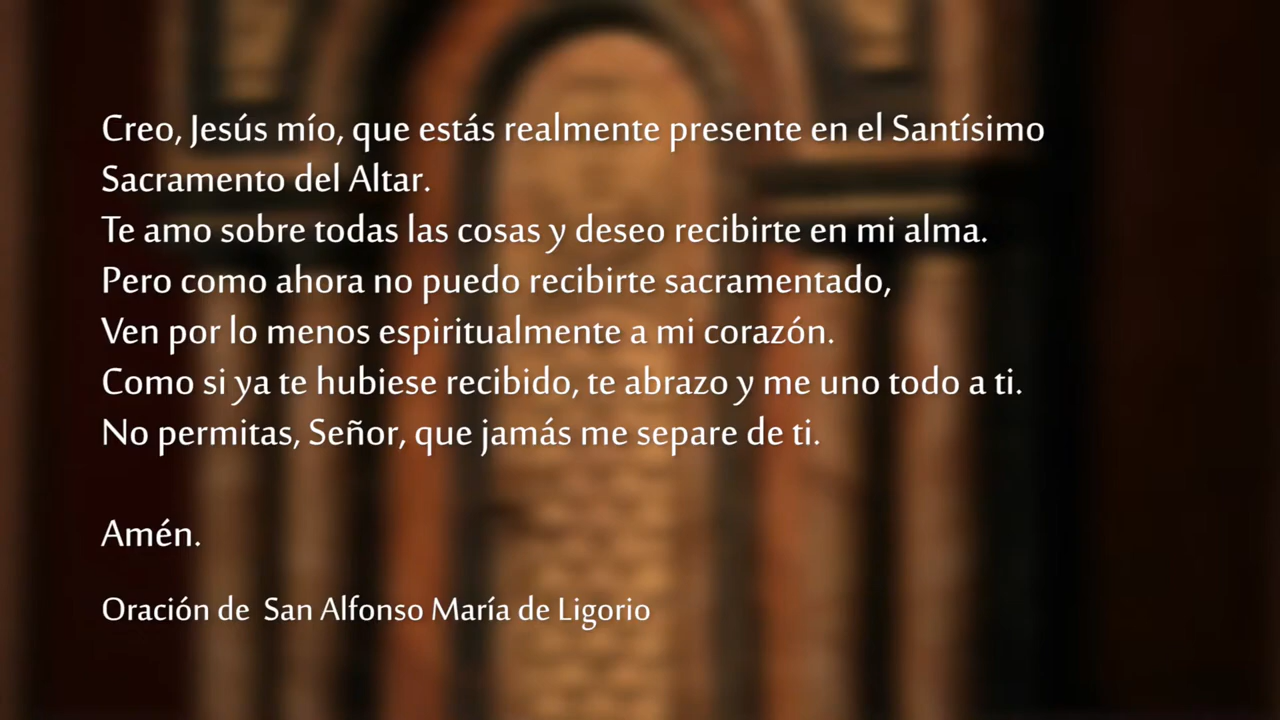 Creo, Jesús mío, que estás realmente presente en el Santísimo
Sacramento del Altar.
Te amo sobre todas las cosas y deseo recibirte en mi alma.
Pero como ahora no puedo recibirte sacramentado,
Ven por lo menos espiritualmente a mi corazón.
Como si ya te hubiese recibido, te abrazo y me uno todo a ti.
No permitas, Señor, que jamás me separe de ti.
Amén.
Oración de San Alfonso María de Ligorio